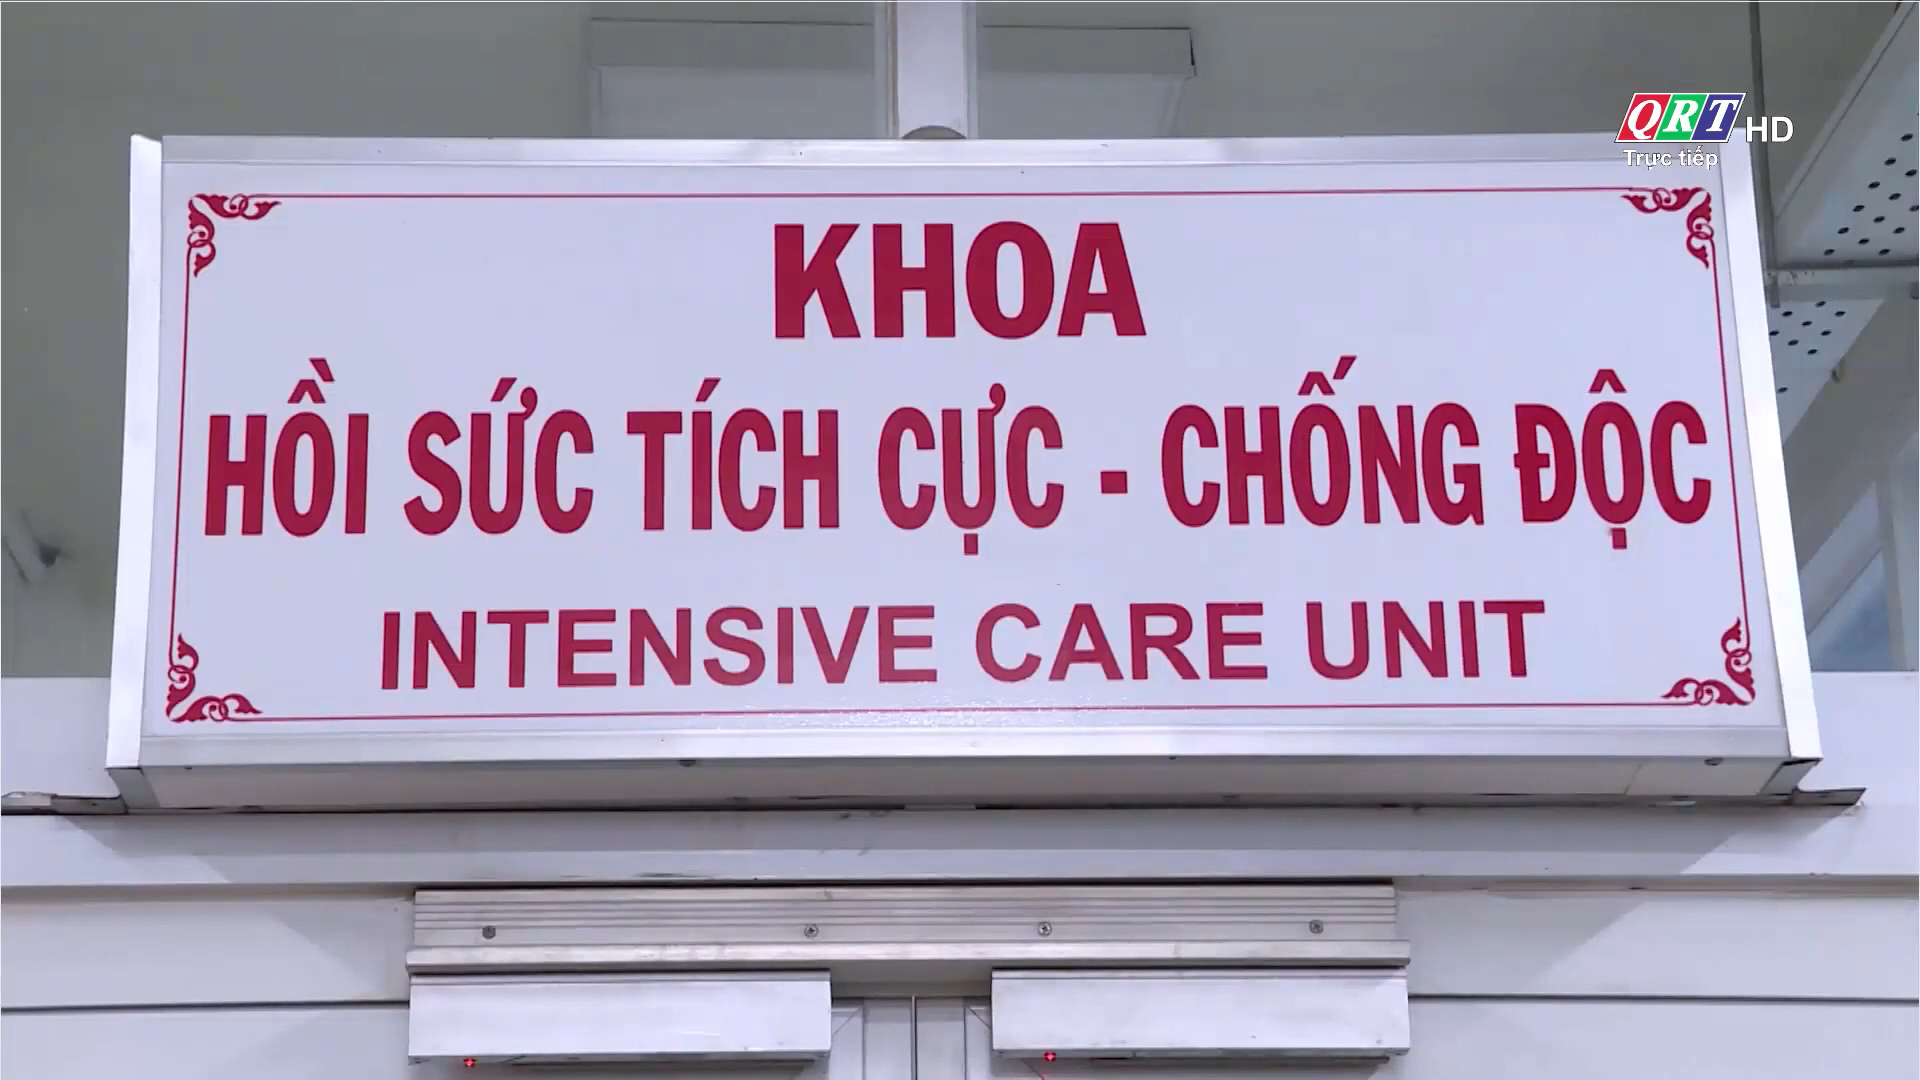 QRT HD
Trực tiếp
KHOA
HỒI SỨC TÍCH CỰC - CHỐNG ĐỘC
INTENSIVE CARE UNIT